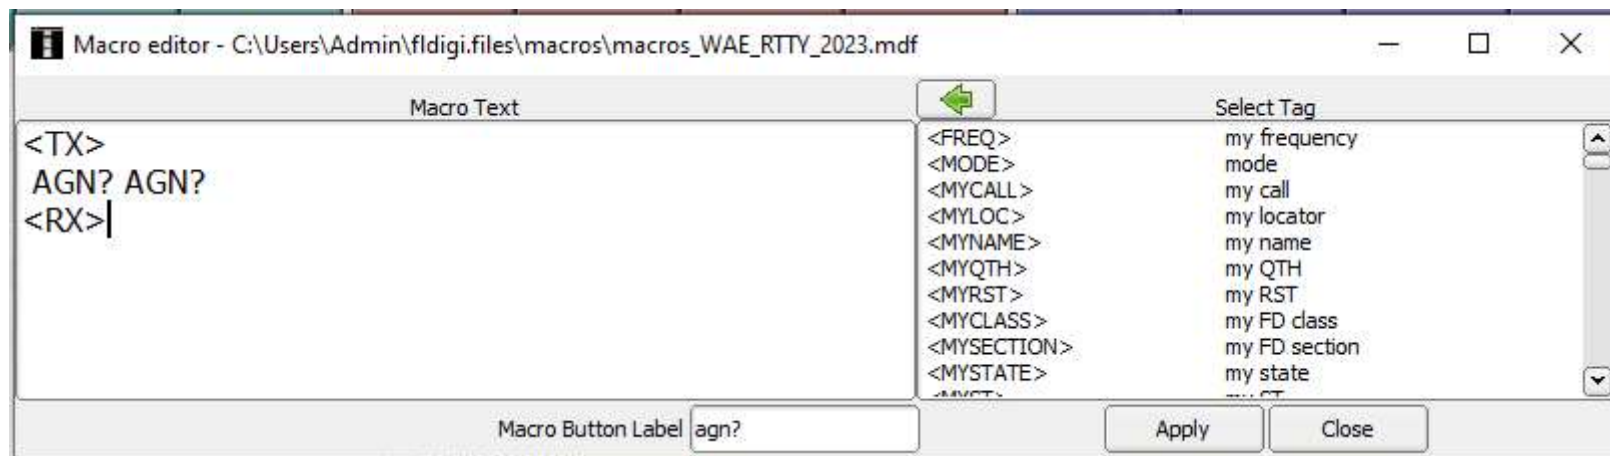 Macro editor - C:\Users\Admin\fldigi.files\macros\macros_WAE_RTTY_2023.mdf
Macro Text
<TX>
AGN? AGN?
<RX>
Select Tag
<FREQ> my frequency
<MODE> mode
<MYCALL> my call
<MYLOC> my locator
<MYNAME> my name
<MYQTH> my QTH
<MYRST> my RST
<MYCLASS> my FD class
<MYSECTION> my FD section
<MYSTATE> my state
Macro Button Label agn?
Apply Close